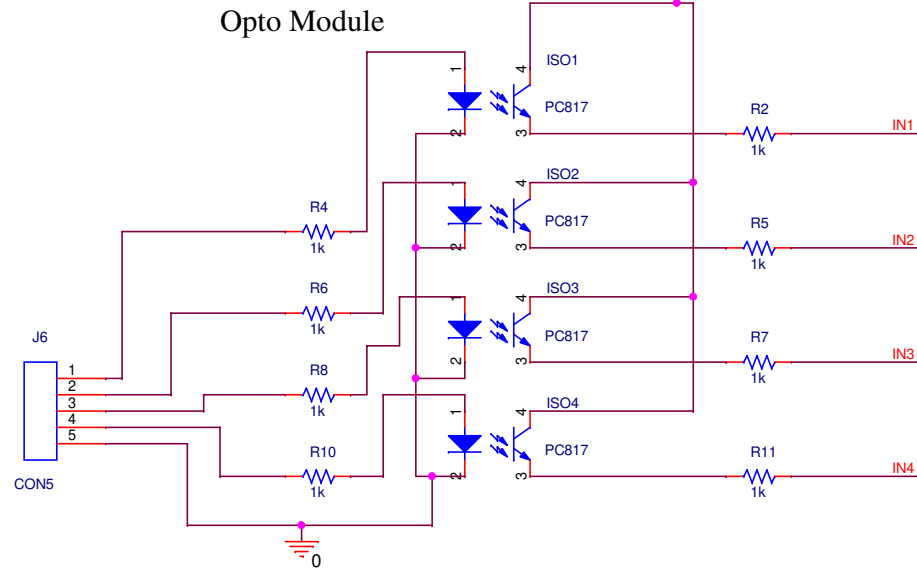 Opto Module
ISO1
1
4
PC817
2
3
R2
1k
IN1
ISO2
1
4
PC817
2
3
R4
1k
R5
1k
IN2
ISO3
1
4
PC817
2
3
R6
1k
R7
1k
IN3
J6
1
2
3
4
5
CON5
R8
1k
ISO4
1
4
PC817
2
3
R10
1k
R11
1k
IN4
0